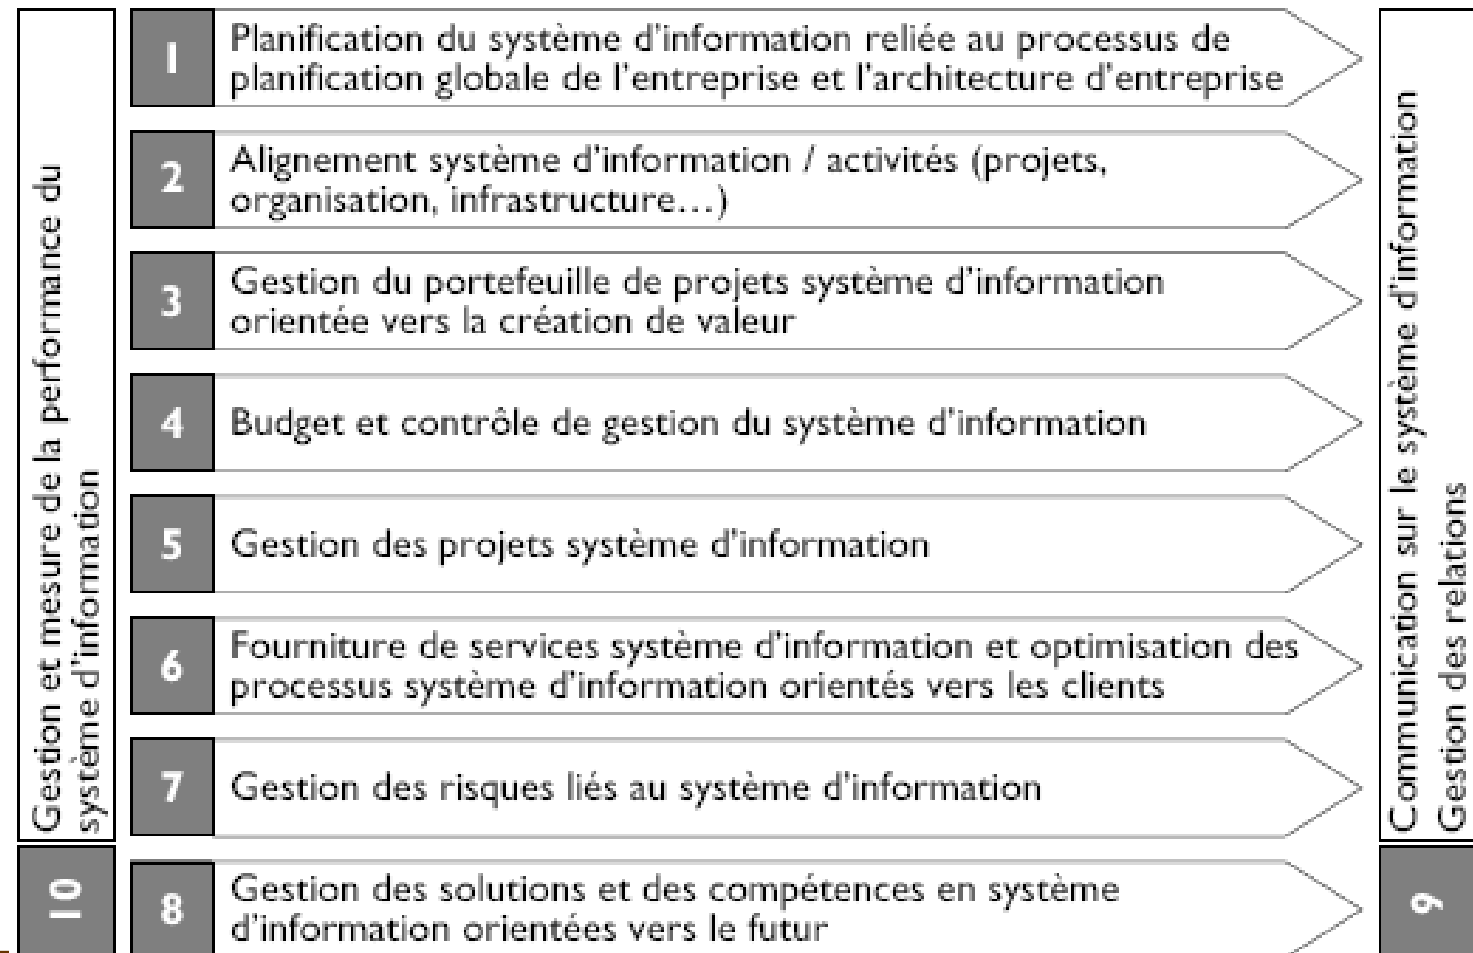 1
Planification du système d'information reliée au processus de
planification globale de l'entreprise et l'architecture d'entreprise
2
Alignement système d'information / activités (projets,
organisation, infrastructure…)
3
Gestion du portefeuille de projets système d'information
orientée vers la création de valeur
4
Budget et contrôle de gestion du système d'information
5
Gestion des projets système d'information
6
Fourniture de services système d'information et optimisation des
processus système d'information orientés vers les clients
7
Gestion des risques liés au système d'information
8
Gestion des solutions et des compétences en système
d'information orientées vers le futur
9
Communication sur le système d'information
Gestion des relations
10
Gestion et mesure de la performance du
système d'information